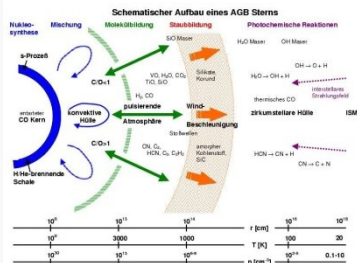 Schematischer Aufbau eines AGB Sterns
Nukleo-
synthese
Mischung
Molekülbildung
Staubbildung
Photochemische Reaktionen
s-Prozeß
SiO Maser
H₂O Maser
OH Maser
C/O<1
VO, H₂O, CO₂
TiO, SiO
Silikate,
Korund
OH → O + H
H₂O → OH + H
interstellares
Strahlungsfeld
H₂, CO
thermisches CO
entarteter
CO Kern
konvektive
Hülle
pulsierende
Atmosphäre
Wind-
Beschleunigung
zirkumstellare Hülle
ISM
Stoßwellen
C/O>1
CN, C₂,
HCN, C₃, C₂H₂
amorpher
Kohlenstoff,
SiC
HCN → CN + H
CN → C + N
H/He-brennende
Schale
r [cm]
3000
1000
100
20
T [K]
0.1-10